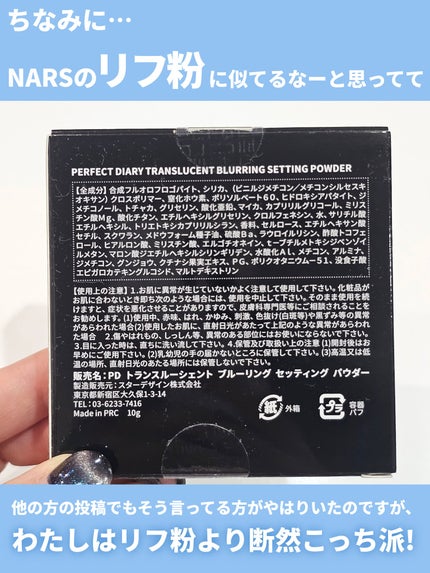 ちなみに…
NARSのリフ粉に似てるなーと思ってて
PERFECT DIARY TRANSLUCENT BLURRING SETTING POWDER
【全成分】合成フルオロフロゴパイト、シリカ、(ビニルジメチコン/メチコンシルセスキ
オキサン)クロスポリマー、窒化ホウ素、ポリソルベート60、ヒドロキシアパタイト、ジ
メチコノール、トチャカ、グリセリン、酸化亜鉛、マイカ、カプリリルグリコール、ミリス
チン酸Mg、酸化チタン、エチルヘキシルグリセリン、クロルフェネシン、水、サリチル酸
エチルヘキシル、トリエトキシカプリリルシラン、香料、セルロース、エチルヘキサン酸
セチル、スクワラン、メドウフォーム種子油、硫酸Ba、ラウロイルリシン、酢酸トコフェ
ロール、ヒアルロン酸、ミリスチン酸、エルゴチオネイン、t-ブチルメトキシジベンゾイ
ルメタン、マロン酸ジエチルヘキシルシリンギリデン、水酸化Al、メチコン、アルミナ、
ジメチコン、グンジョウ、クチナシ果実エキス、PG、ポリクオタニウム-51、没食子酸
エピガロカテキングルコシド、マルトデキストリン
【使用上の注意】1.お肌に異常が生じていないかよく注意して使用して下さい。化粧品が
お肌に合わないとき即ち次のような場合には、使用を中止して下さい。そのまま使用を続
けますと、症状を悪化させることがありますので、皮膚科専門医等にご相談されることを
お勧めします。(1)使用中、赤味、はれ、かゆみ、刺激、色抜け(白斑等)や黒ずみ等の異常
があらわれた場合(2)使用したお肌に、直射日光があたって上記のような異常があらわれ
た場合 2.傷やはれもの、しっしん等、異常のある部位にはお使いにならないで下さい。
3.目に入った時は、直ちに洗い流して下さい。4.保管及び取扱い上の注意 (1)開封後はお
早めにご使用下さい。(2)乳幼児の手の届かないところに保管して下さい。(3)高温又は低
温の場所、直射日光のあたる場所には保管しないで下さい。
販売名：PD トランスルーシェント ブルーリング セッティング パウダー
製造販売元：スターデザイン株式会社
東京都新宿区大久保1-3-14
TEL：03-6233-7416
Made in PRC 10g
紙 外箱
プラ 容器 パフ
他の方の投稿でもそう言ってる方がやはりいたのですが、
わたしはリフ粉より断然こっち派!